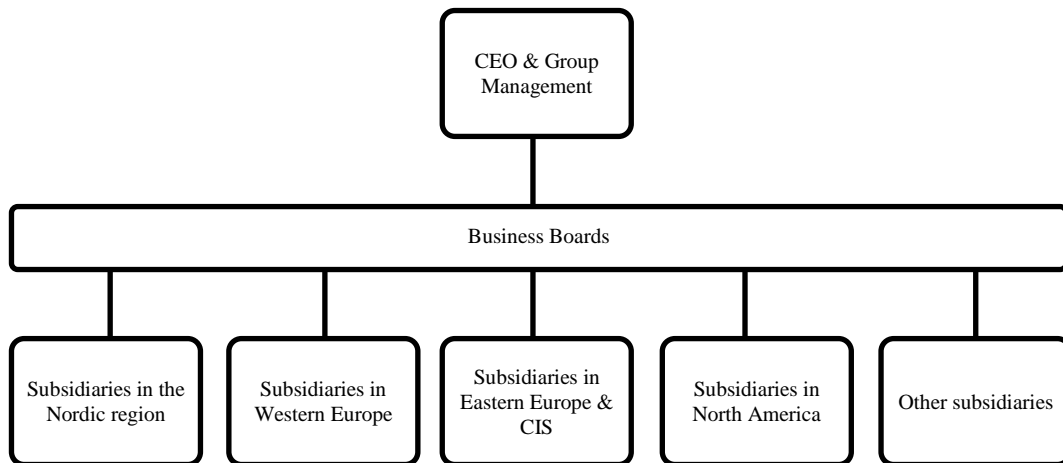 CEO & Group
Management
Business Boards
Subsidiaries in the
Nordic region
Subsidiaries in
Western Europe
Subsidiaries in
Eastern Europe &
CIS
Subsidiaries in
North America
Other subsidiaries